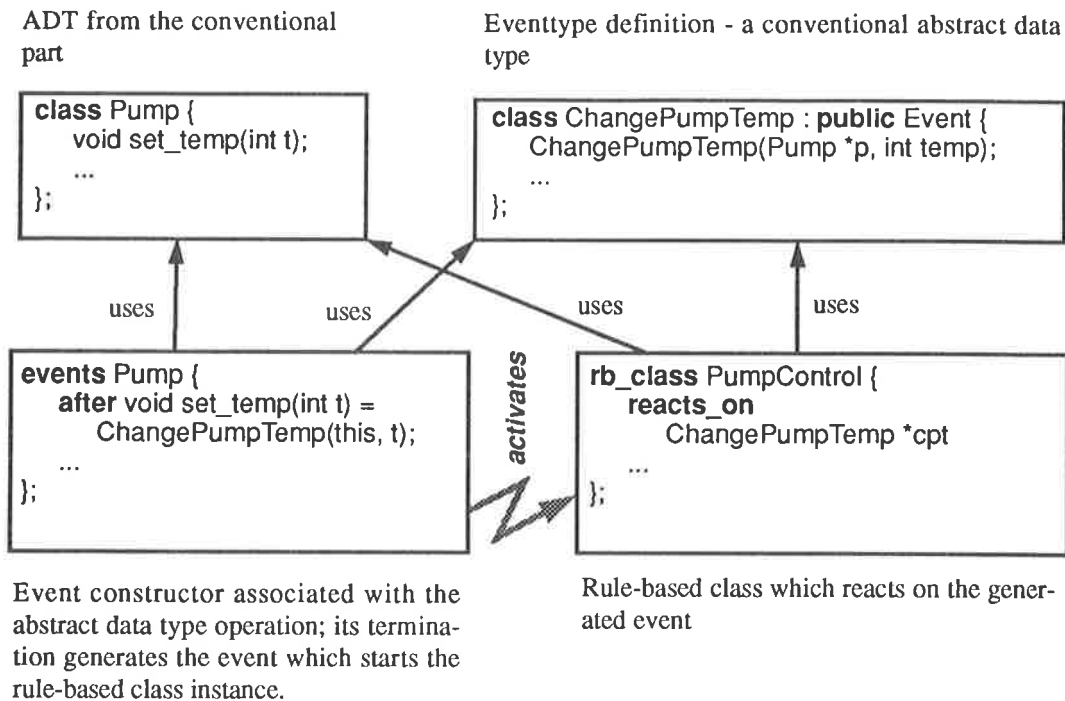 ADT from the conventional
part
Eventtype definition - a conventional abstract data
type
class Pump {
void set_temp(int t);
...
};
class ChangePumpTemp : public Event {
ChangePumpTemp(Pump *p, int temp);
...
};
uses
uses
uses
uses
events Pump {
after void set_temp(int t) =
ChangePumpTemp(this, t);
...
};
activates
rb_class PumpControl {
reacts_on
ChangePumpTemp *cpt
...
};
Event constructor associated with the
abstract data type operation; its termina-
tion generates the event which starts the
rule-based class instance.
Rule-based class which reacts on the gener-
ated event